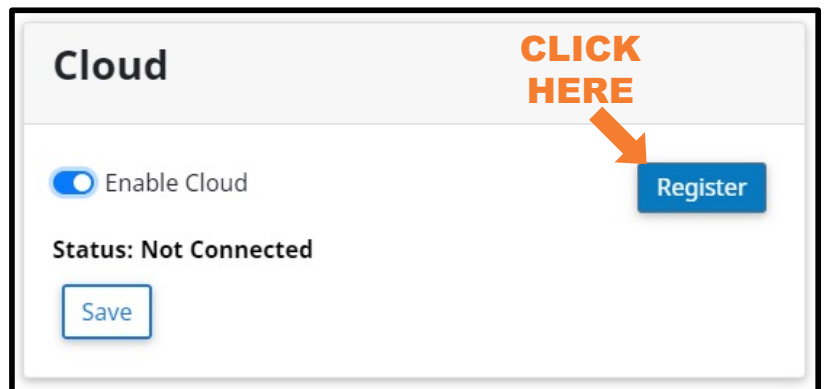 Cloud
CLICK
HERE
Enable Cloud
Register
Status: Not Connected
Save